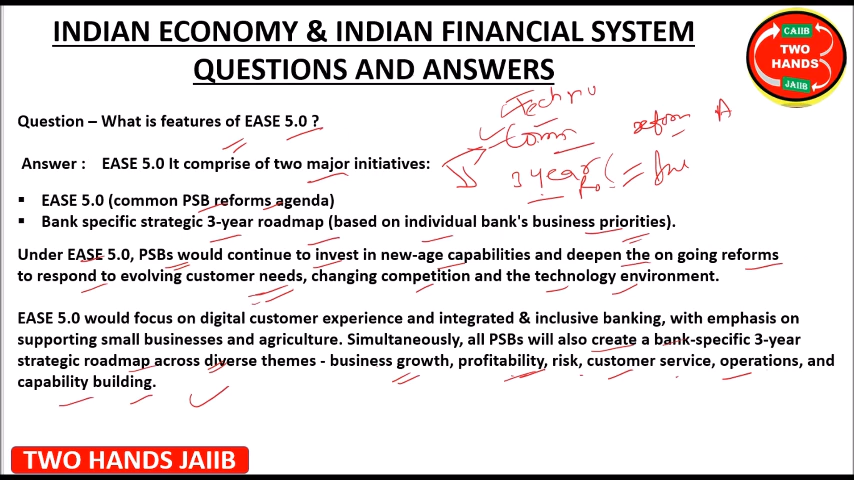 INDIAN ECONOMY & INDIAN FINANCIAL SYSTEM
QUESTIONS AND ANSWERS
CAIIB
TWO
HANDS
JAIIB
Question – What is features of EASE 5.0 ?
Answer : EASE 5.0 It comprise of two major initiatives:
▪ EASE 5.0 (common PSB reforms agenda)
▪ Bank specific strategic 3-year roadmap (based on individual bank's business priorities).
Under EASE 5.0, PSBs would continue to invest in new-age capabilities and deepen the on going reforms
to respond to evolving customer needs, changing competition and the technology environment.
EASE 5.0 would focus on digital customer experience and integrated & inclusive banking, with emphasis on
supporting small businesses and agriculture. Simultaneously, all PSBs will also create a bank-specific 3-year
strategic roadmap across diverse themes - business growth, profitability, risk, customer service, operations, and
capability building.
reform A
3 year
TWO HANDS JAIIB